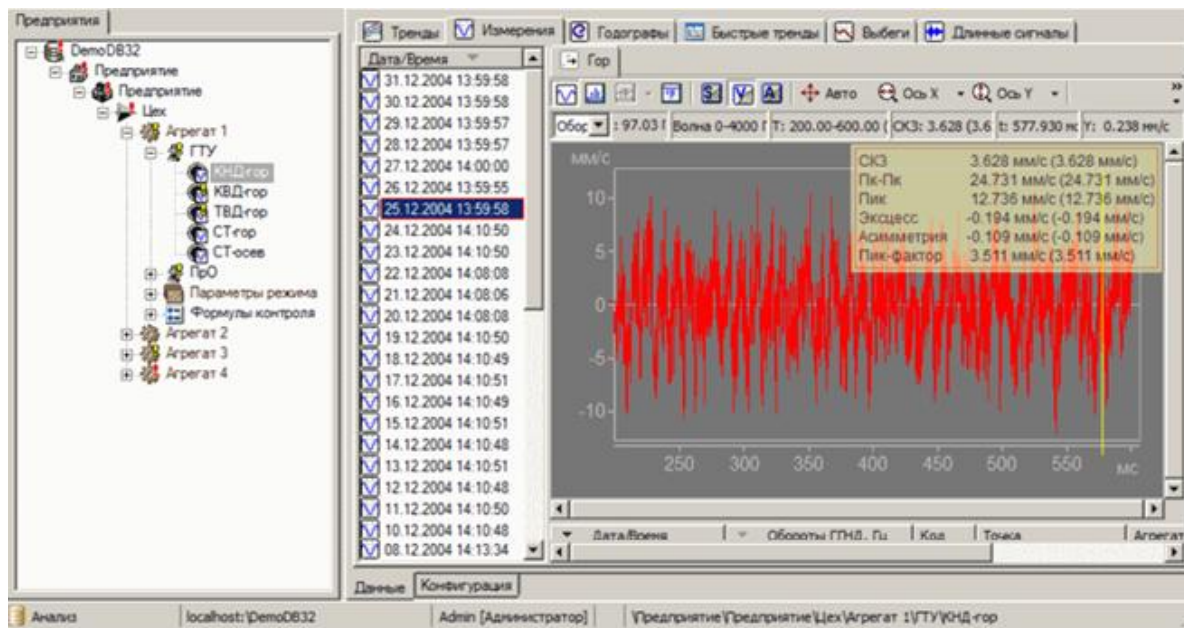 Предприятия
DemoDB32
Предприятие
Предприятие
Цех
Агрегат 1
ГТУ
КНД-гор
КВД-гор
ТВД-гор
СТ-гор
СТ-осев
ПрО
Параметры режима
Формулы контроля
Агрегат 2
Агрегат 3
Агрегат 4
Тренды Измерения Годографы Быстрые тренды Выбеги Длинные сигналы
Дата/Время
31.12.2004 13:59:58
30.12.2004 13:59:58
29.12.2004 13:59:57
28.12.2004 13:59:57
27.12.2004 14:00:00
26.12.2004 13:59:55
25.12.2004 13:59:58
24.12.2004 14:10:50
23.12.2004 14:10:50
22.12.2004 14:08:08
21.12.2004 14:08:06
20.12.2004 14:08:08
19.12.2004 14:10:50
18.12.2004 14:10:49
17.12.2004 14:10:51
16.12.2004 14:10:49
15.12.2004 14:10:51
14.12.2004 14:10:48
13.12.2004 14:10:51
12.12.2004 14:10:48
11.12.2004 14:10:50
10.12.2004 14:10:48
08.12.2004 14:13:34
Гор
Авто Ось X Ось Y
Обор : 97.03 Г Волна 0-4000 Г T: 200.00-600.00 ( СКЗ: 3.628 (3.6 t: 577.930 мс Y: 0.238 мм/с
ММ/С
СКЗ 3.628 мм/с (3.628 мм/с)
Пк-Пк 24.731 мм/с (24.731 мм/с)
Пик 12.736 мм/с (12.736 мм/с)
Эксцесс -0.194 мм/с (-0.194 мм/с)
Асимметрия -0.109 мм/с (-0.109 мм/с)
Пик-фактор 3.511 мм/с (3.511 мм/с)
10
5
0
-5
-10
250 300 350 400 450 500 550 МС
Дата/Время Обороты ГТНД, Гц Код Точка Агрегат
Данные Конфигурация
Анализ localhost:\DemoDB32 Admin [Администратор] \Предприятие\Предприятие\Цех\Агрегат 1\ГТУ\КНД-гор